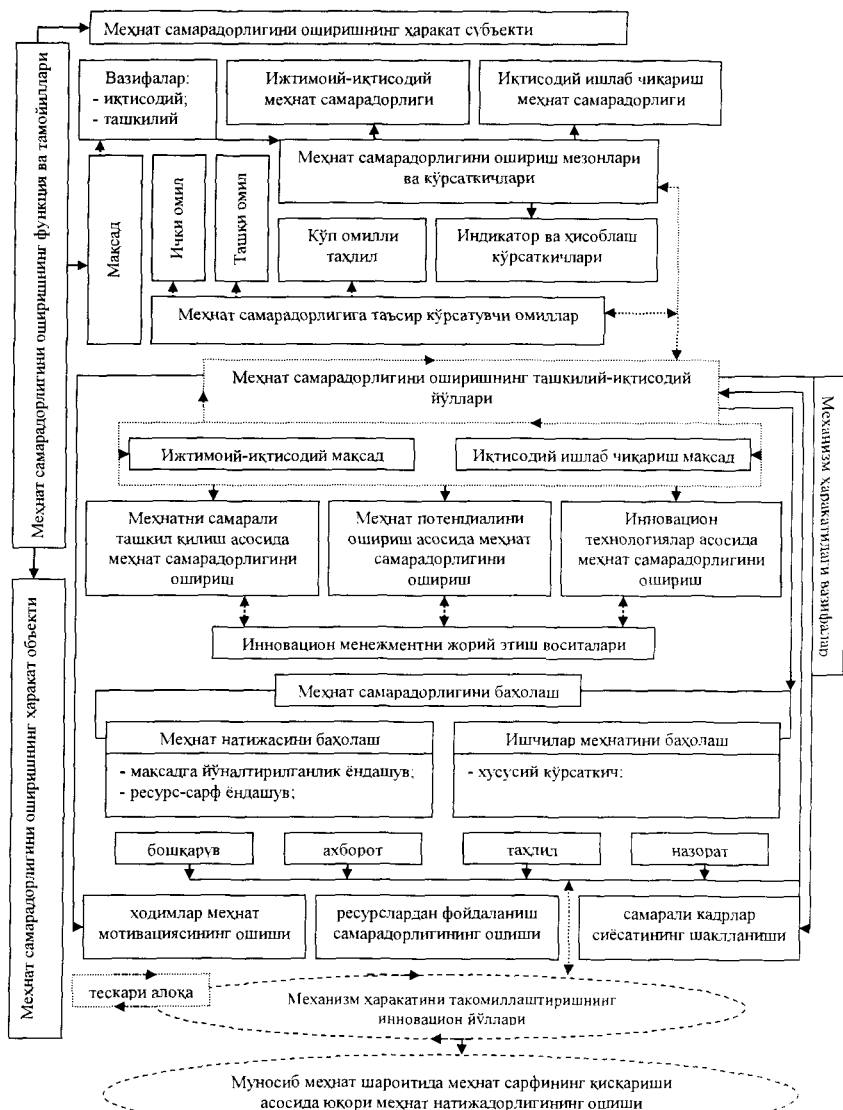 Меҳнат самарадорлигини оширишнинг функция ва тамойиллари
Меҳнат самарадорлигини оширишнинг ҳаракат субъекти
Вазифалар:
- иқтисодий;
- ташкилий
Ижтимоий-иқтисодий
меҳнат самарадорлиги
Иқтисодий ишлаб чиқариш
меҳнат самарадорлиги
Мақсад
Ички омил
Ташқи омил
Меҳнат самарадорлигини ошириш мезонлари
ва кўрсаткичлари
Кўп омилли
таҳлил
Индикатор ва ҳисоблаш
кўрсаткичлари
Меҳнат самарадорлигига таъсир кўрсатувчи омиллар
Меҳнат самарадорлигини оширишнинг ташкилий-иқтисодий
йўллари
Механизм ҳаракатидаги вазифалар
Ижтимоий-иқтисодий мақсад
Иқтисодий ишлаб чиқариш мақсад
Меҳнатни самарали
ташкил қилиш асосида
меҳнат самарадорлигини
ошириш
Меҳнат потенциалини
ошириш асосида меҳнат
самарадорлигини
ошириш
Инновацион
технологиялар асосида
меҳнат самарадорлигини
ошириш
Инновацион менежментни жорий этиш воситалари
Меҳнат самарадорлигини оширишнинг ҳаракат объекти
Меҳнат самарадорлигини баҳолаш
Меҳнат натижасини баҳолаш
- мақсадга йўналтирилганлик ёндашув;
- ресурс-сарф ёндашув;
Ишчилар меҳнатини баҳолаш
- хусусий кўрсаткич:
бошқарув
ахборот
таҳлил
назорат
ходимлар меҳнат
мотивациясининг ошиши
ресурслардан фойдаланиш
самарадорлигининг ошиши
самарали кадрлар
сиёсатининг шаклланиши
тескари алоқа
Механизм ҳаракатини такомиллаштиришнинг
инновацион йўллари
Муносиб меҳнат шароитида меҳнат сарфининг қисқариши
асосида юқори меҳнат натижадорлигининг ошиши